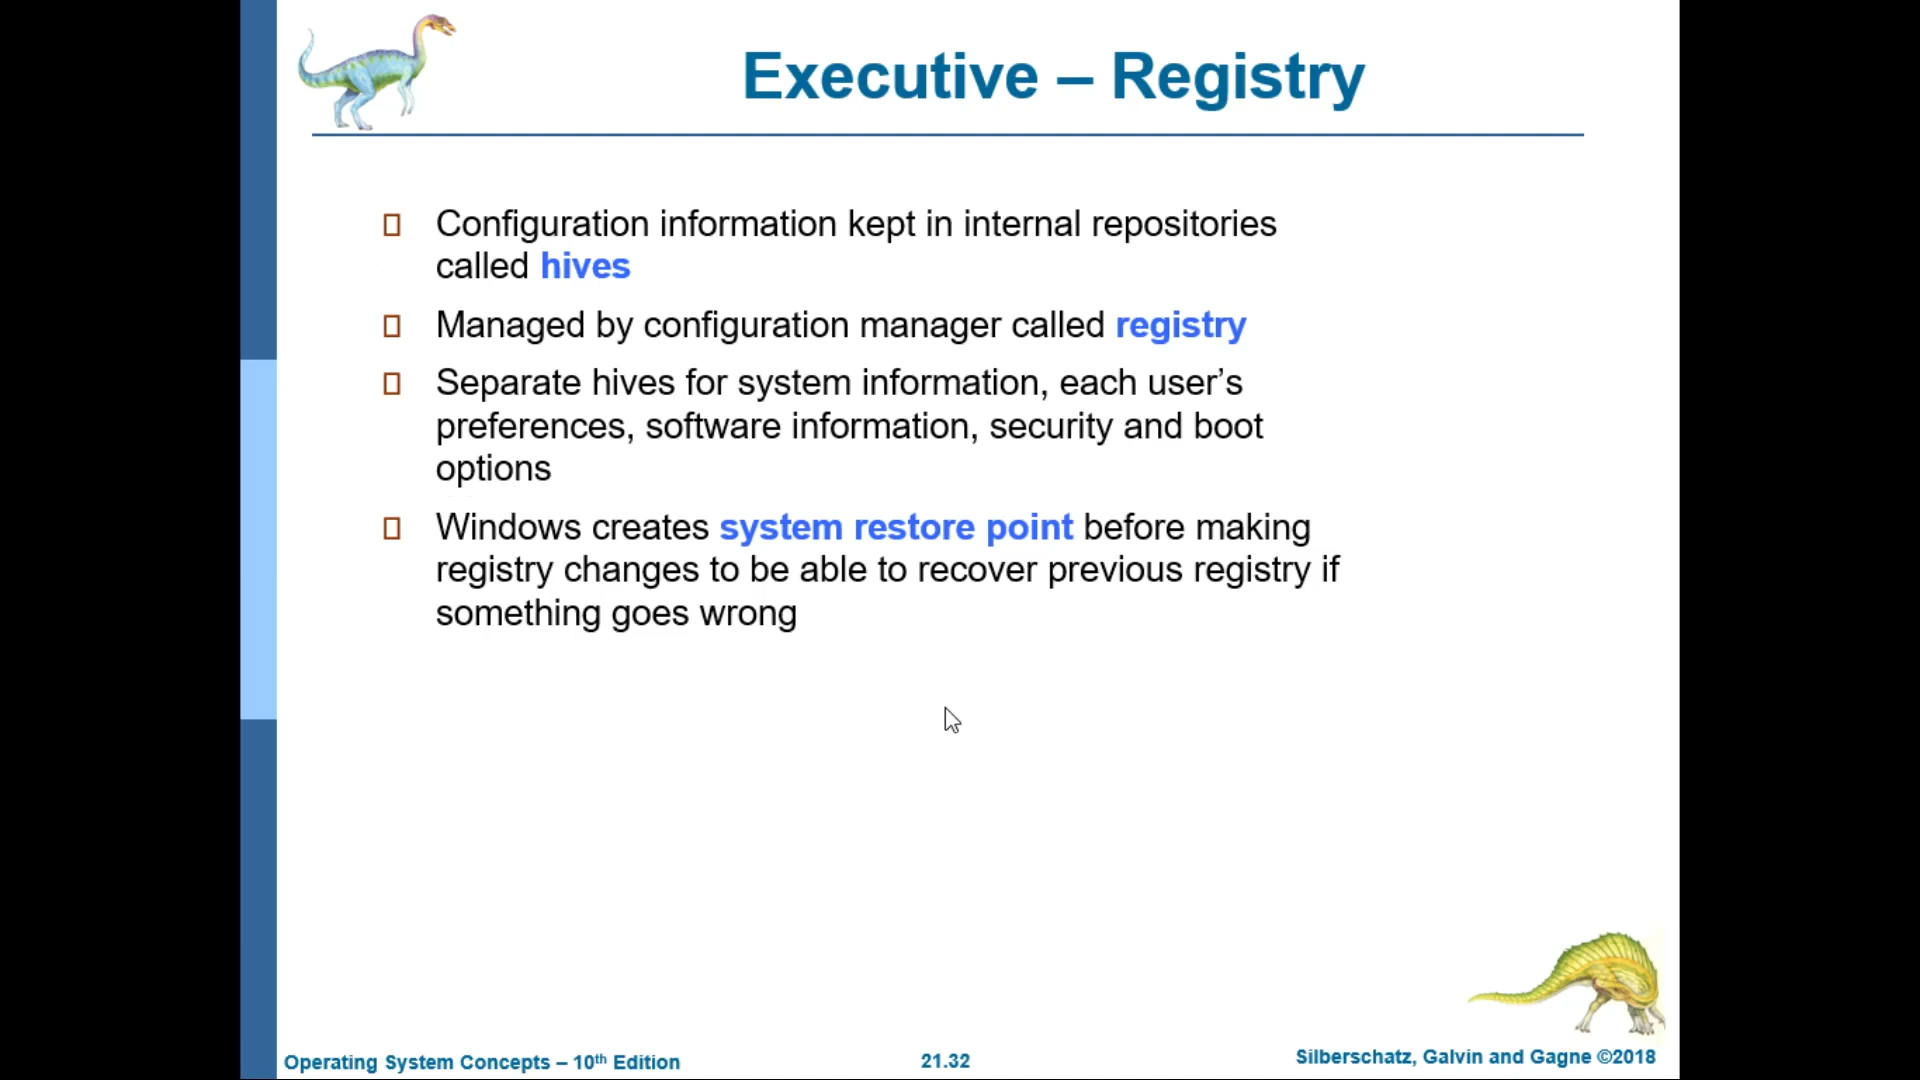 Executive – Registry
Configuration information kept in internal repositories
called hives
Managed by configuration manager called registry
Separate hives for system information, each user’s
preferences, software information, security and boot
options
Windows creates system restore point before making
registry changes to be able to recover previous registry if
something goes wrong
Operating System Concepts – 10th Edition
21.32
Silberschatz, Galvin and Gagne ©2018